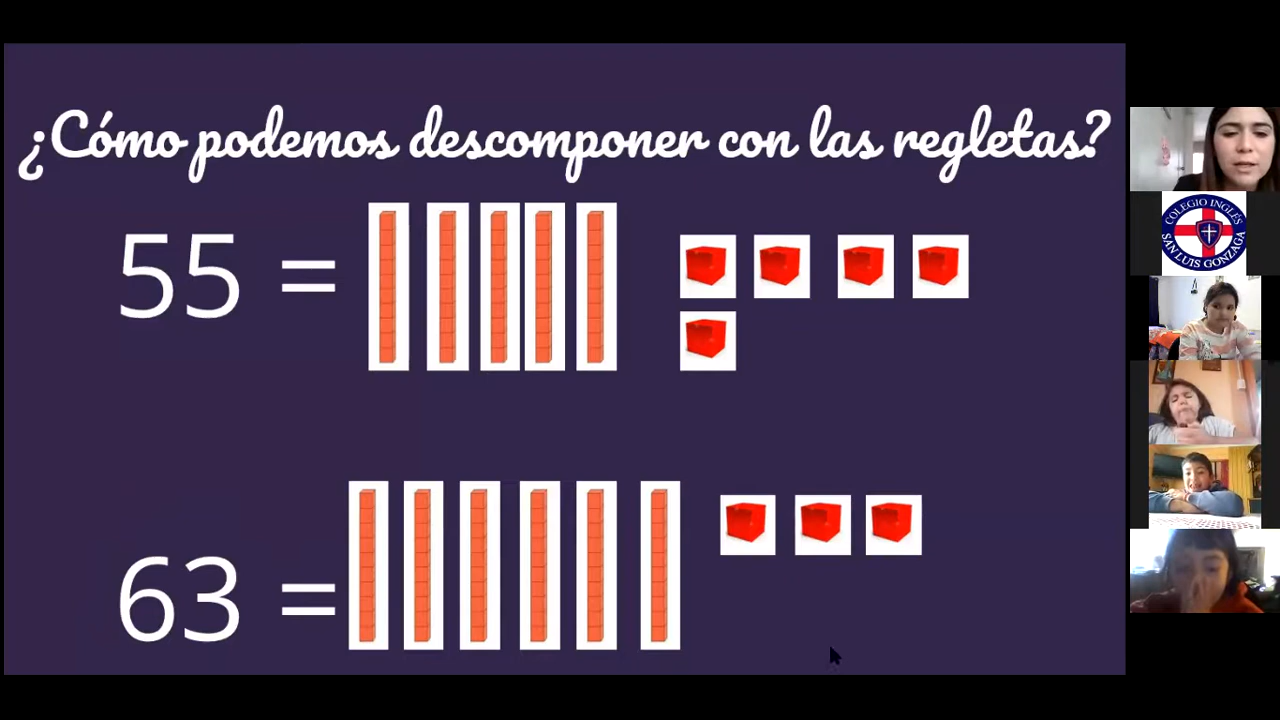 ¿Cómo podemos descomponer con las regletas?
55 =
63 =
COLEGIO INGLÉS
SAN LUIS GONZAGA